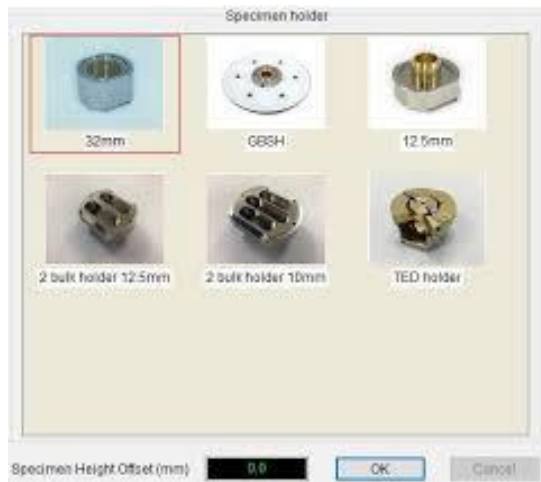 Specimen holder
32mm
GBSH
12.5mm
2 bulk holder 12.5mm
2 bulk holder 10mm
TED holder
Specimen Height Offset (mm)
0.0
OK
Cancel